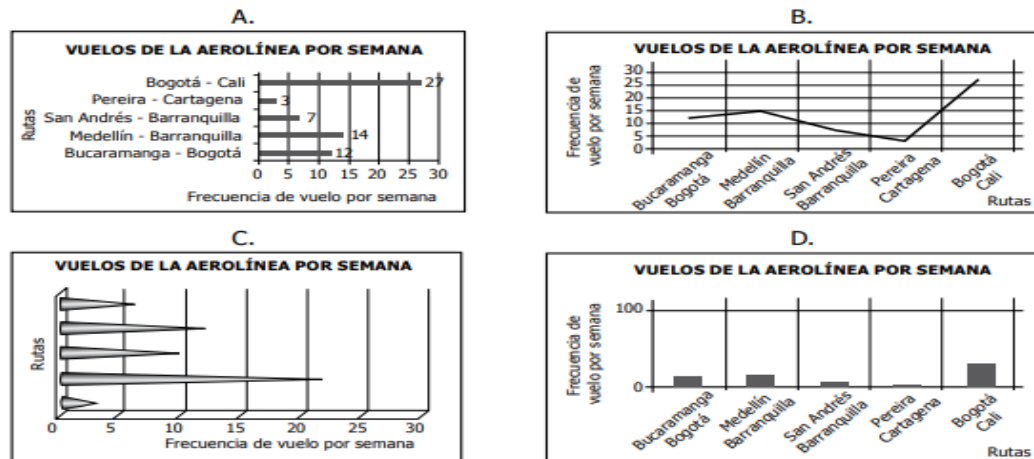 A.
VUELOS DE LA AEROLÍNEA POR SEMANA
Rutas
Bogotá - Cali 27
Pereira - Cartagena 3
San Andrés - Barranquilla 7
Medellín - Barranquilla 14
Bucaramanga - Bogotá 12
0 5 10 15 20 25 30
Frecuencia de vuelo por semana
B.
VUELOS DE LA AEROLÍNEA POR SEMANA
Frecuencia de
vuelo por semana
30
25
20
15
10
5
0
Bucaramanga
Bogotá
Medellín
Barranquilla
San Andrés
Barranquilla
Pereira
Cartagena
Bogotá
Cali
Rutas
C.
VUELOS DE LA AEROLÍNEA POR SEMANA
Rutas
0 5 10 15 20 25 30
Frecuencia de vuelo por semana
D.
VUELOS DE LA AEROLÍNEA POR SEMANA
Frecuencia de
vuelo por semana
100
0
Bucaramanga
Bogotá
Medellín
Barranquilla
San Andrés
Barranquilla
Pereira
Cartagena
Bogotá
Cali
Rutas